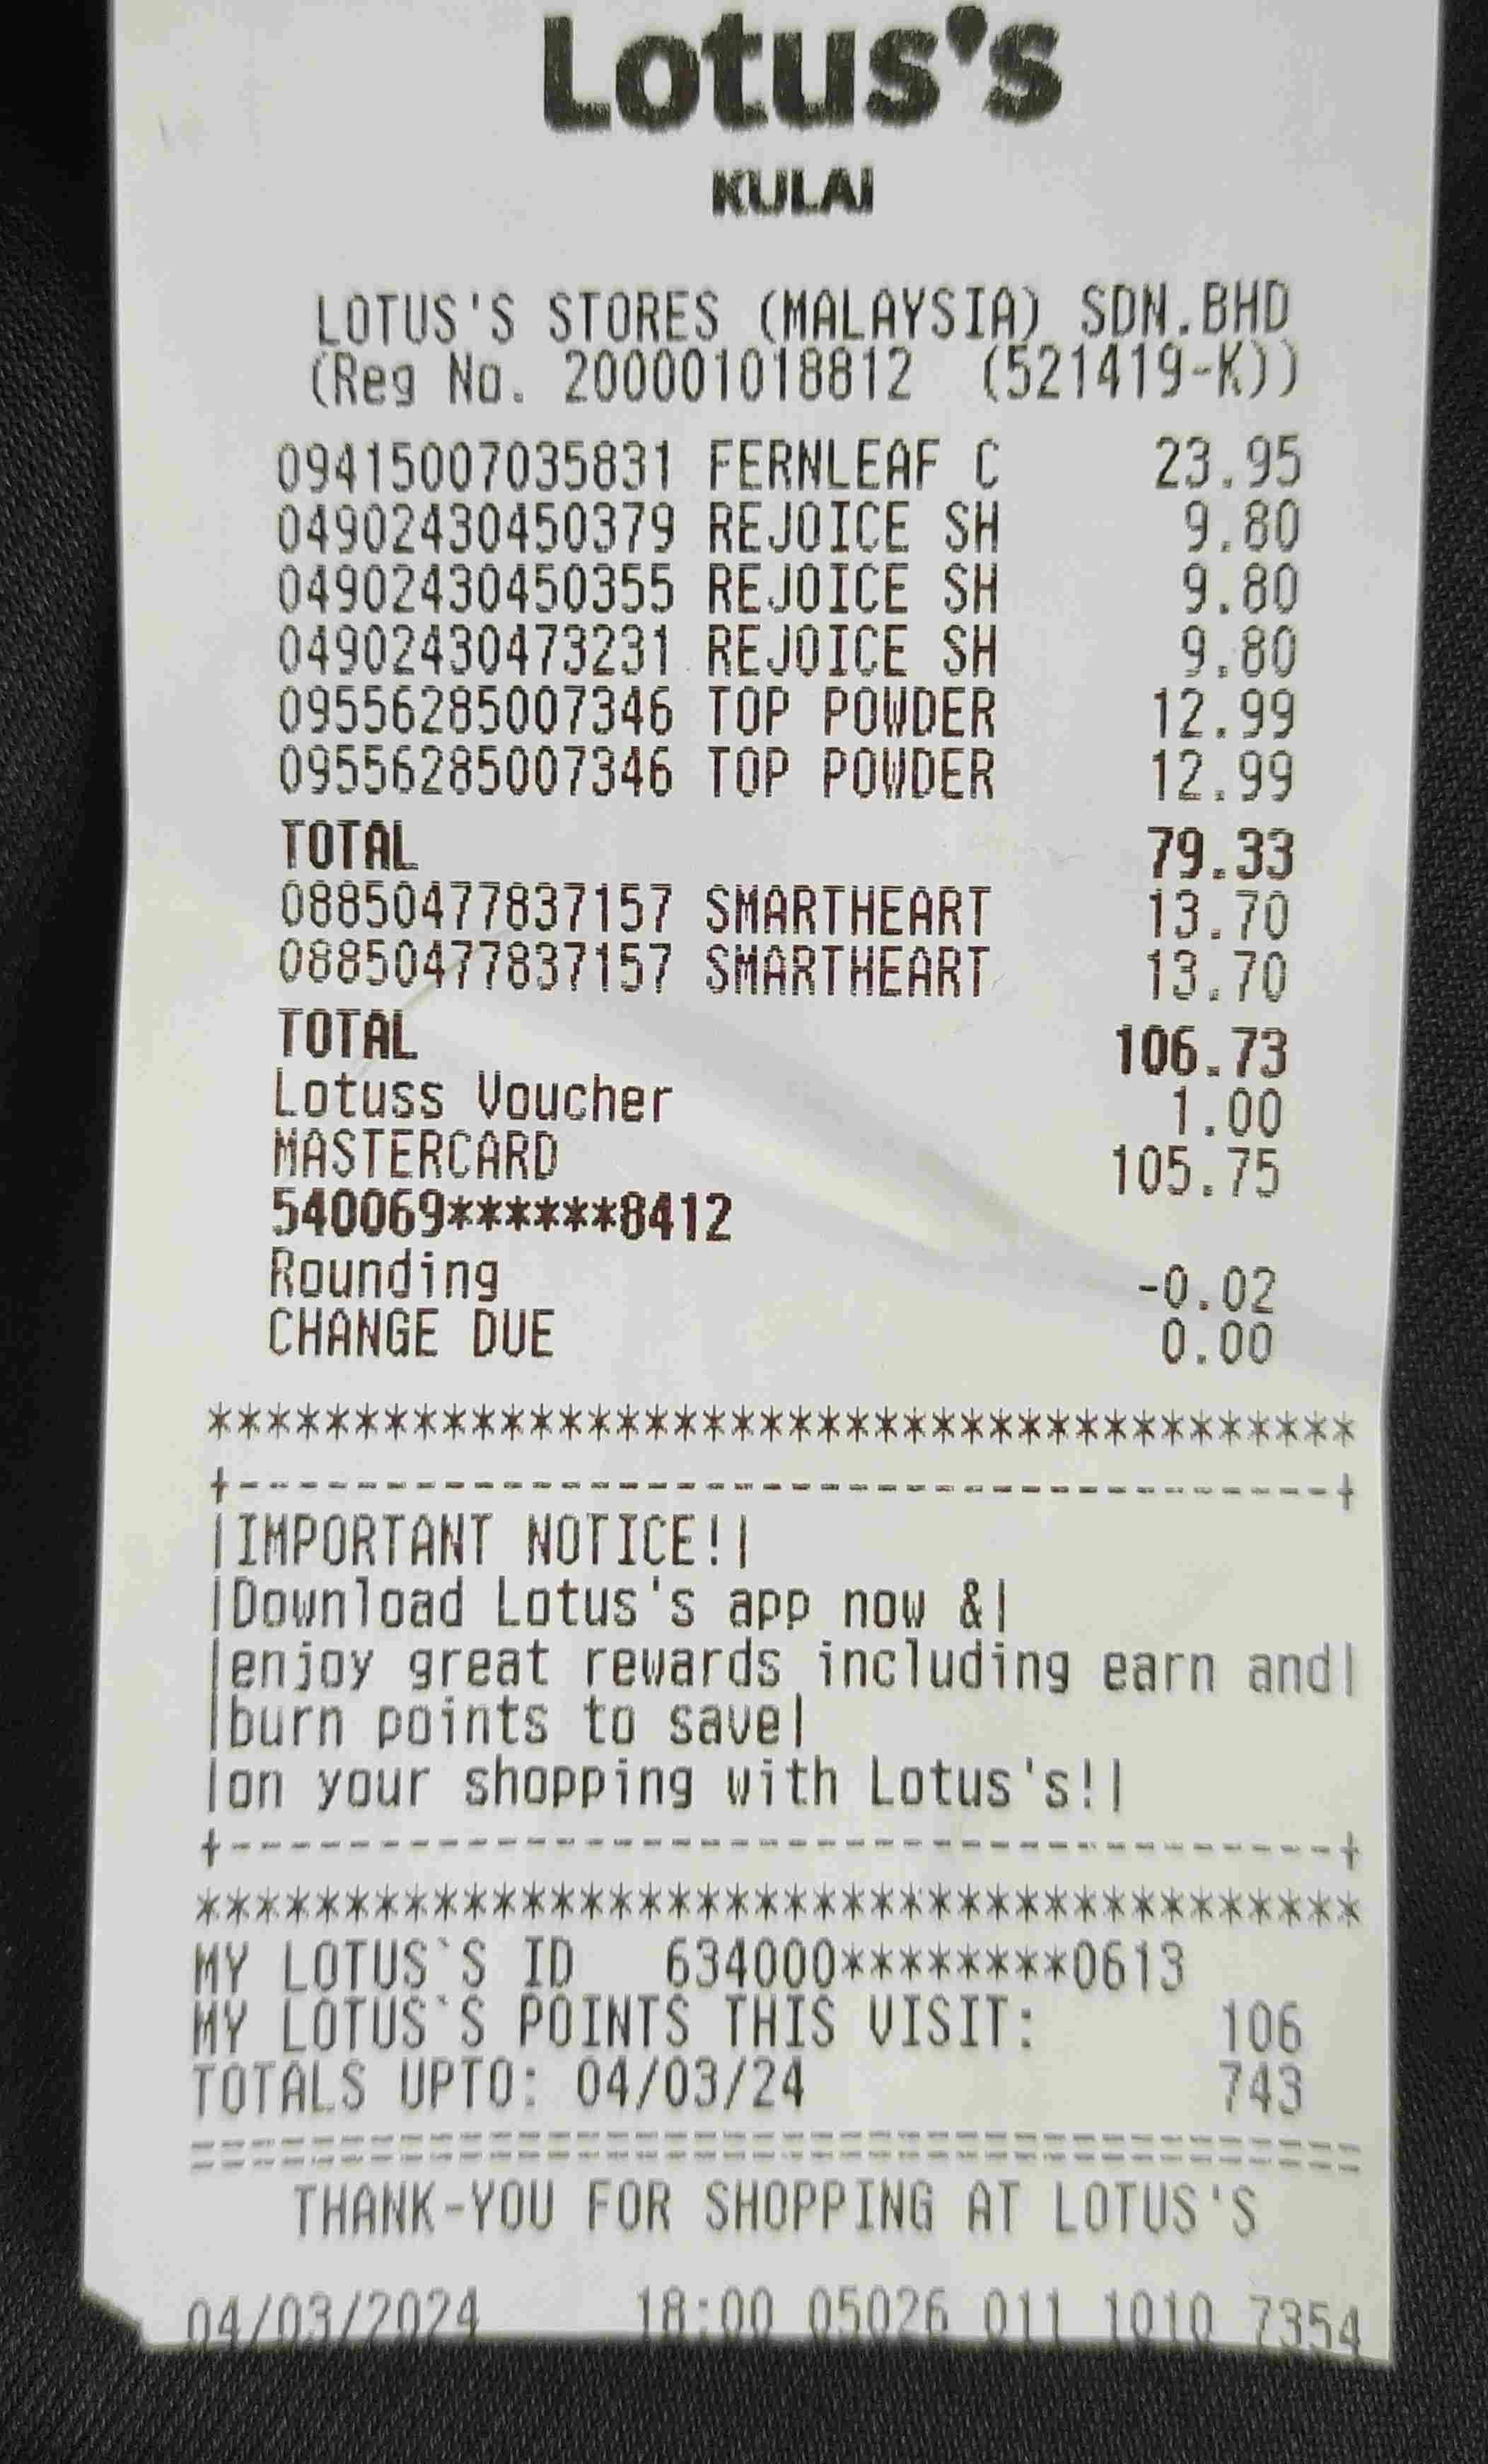 Lotus's
KULAI
LOTUS'S STORES (MALAYSIA) SDN.BHD
(Reg No. 200001018812 (521419-K))
09415007035831 FERNLEAF C 23.95
04902430450379 REJOICE SH 9.80
04902430450355 REJOICE SH 9.80
04902430473231 REJOICE SH 9.80
09556285007346 TOP POWDER 12.99
09556285007346 TOP POWDER 12.99
TOTAL 79.33
08850477837157 SMARTHEART 13.70
08850477837157 SMARTHEART 13.70
TOTAL 106.73
Lotuss Voucher 1.00
MASTERCARD 105.75
540069******8412
Rounding -0.02
CHANGE DUE 0.00
****************************************
+--------------------------------------+
|IMPORTANT NOTICE!|
|Download Lotus's app now &|
|enjoy great rewards including earn and|
|burn points to save|
|on your shopping with Lotus's!|
+--------------------------------------+
****************************************
MY LOTUS`S ID 634000********0613
MY LOTUS`S POINTS THIS VISIT: 106
TOTALS UPTO: 04/03/24 743
========================================
THANK-YOU FOR SHOPPING AT LOTUS'S
04/03/2024 18:00 05026 011 1010 7354